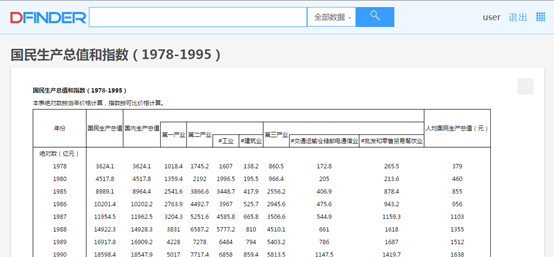 DFINDER 全部数据 user 退出
国民生产总值和指数（1978-1995）
国民生产总值和指数(1978-1995)
本表绝对数按当年价格计算，指数按可比价格计算。
年份 国民生产总值 国内生产总值 第一产业 第二产业 #工业 #建筑业 第三产业 #交通运输仓储邮电通信业 #批发和零售贸易餐饮业 人均国民生产总值（元）
绝对数（亿元）
1978 3624.1 3624.1 1018.4 1745.2 1607 138.2 860.5 172.8 265.5 379
1980 4517.8 4517.8 1359.4 2192 1996.5 195.5 966.4 205 213.6 460
1985 8989.1 8964.4 2541.6 3866.6 3448.7 417.9 2556.2 406.9 878.4 855
1986 10201.4 10202.2 2763.9 4492.7 3967 525.7 2945.6 475.6 943.2 956
1987 11954.5 11962.5 3204.3 5251.6 4585.8 665.8 3506.6 544.9 1159.3 1103
1988 14922.3 14928.3 3831 6587.2 5777.2 810 4510.1 661 1618 1355
1989 16917.8 16909.2 4228 7278 6484 794 5403.2 786 1687 1512
1990 18598.4 18547.9 5017 7717.4 6858 859.4 5813.5 1147.5 1419.7 1638